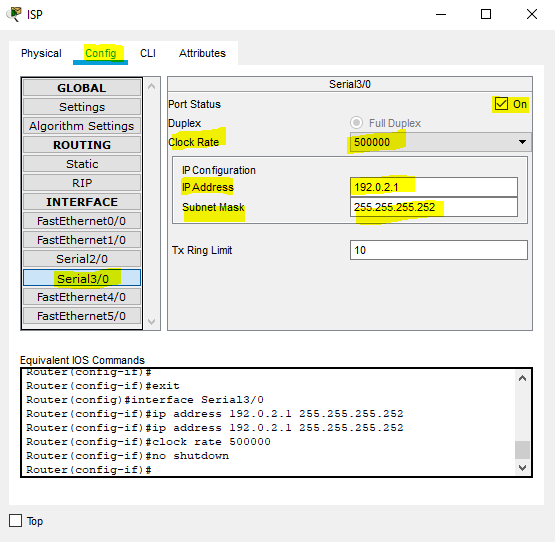 ISP
Physical Config CLI Attributes
GLOBAL
Settings
Algorithm Settings
ROUTING
Static
RIP
INTERFACE
FastEthernet0/0
FastEthernet1/0
Serial2/0
Serial3/0
FastEthernet4/0
FastEthernet5/0
Serial3/0
Port Status On
Duplex Full Duplex
Clock Rate 500000
IP Configuration
IP Address 192.0.2.1
Subnet Mask 255.255.255.252
Tx Ring Limit 10
Equivalent IOS Commands
Router(config-if)#
Router(config-if)#exit
Router(config)#interface Serial3/0
Router(config-if)#ip address 192.0.2.1 255.255.255.252
Router(config-if)#ip address 192.0.2.1 255.255.255.252
Router(config-if)#clock rate 500000
Router(config-if)#no shutdown
Router(config-if)#
Top